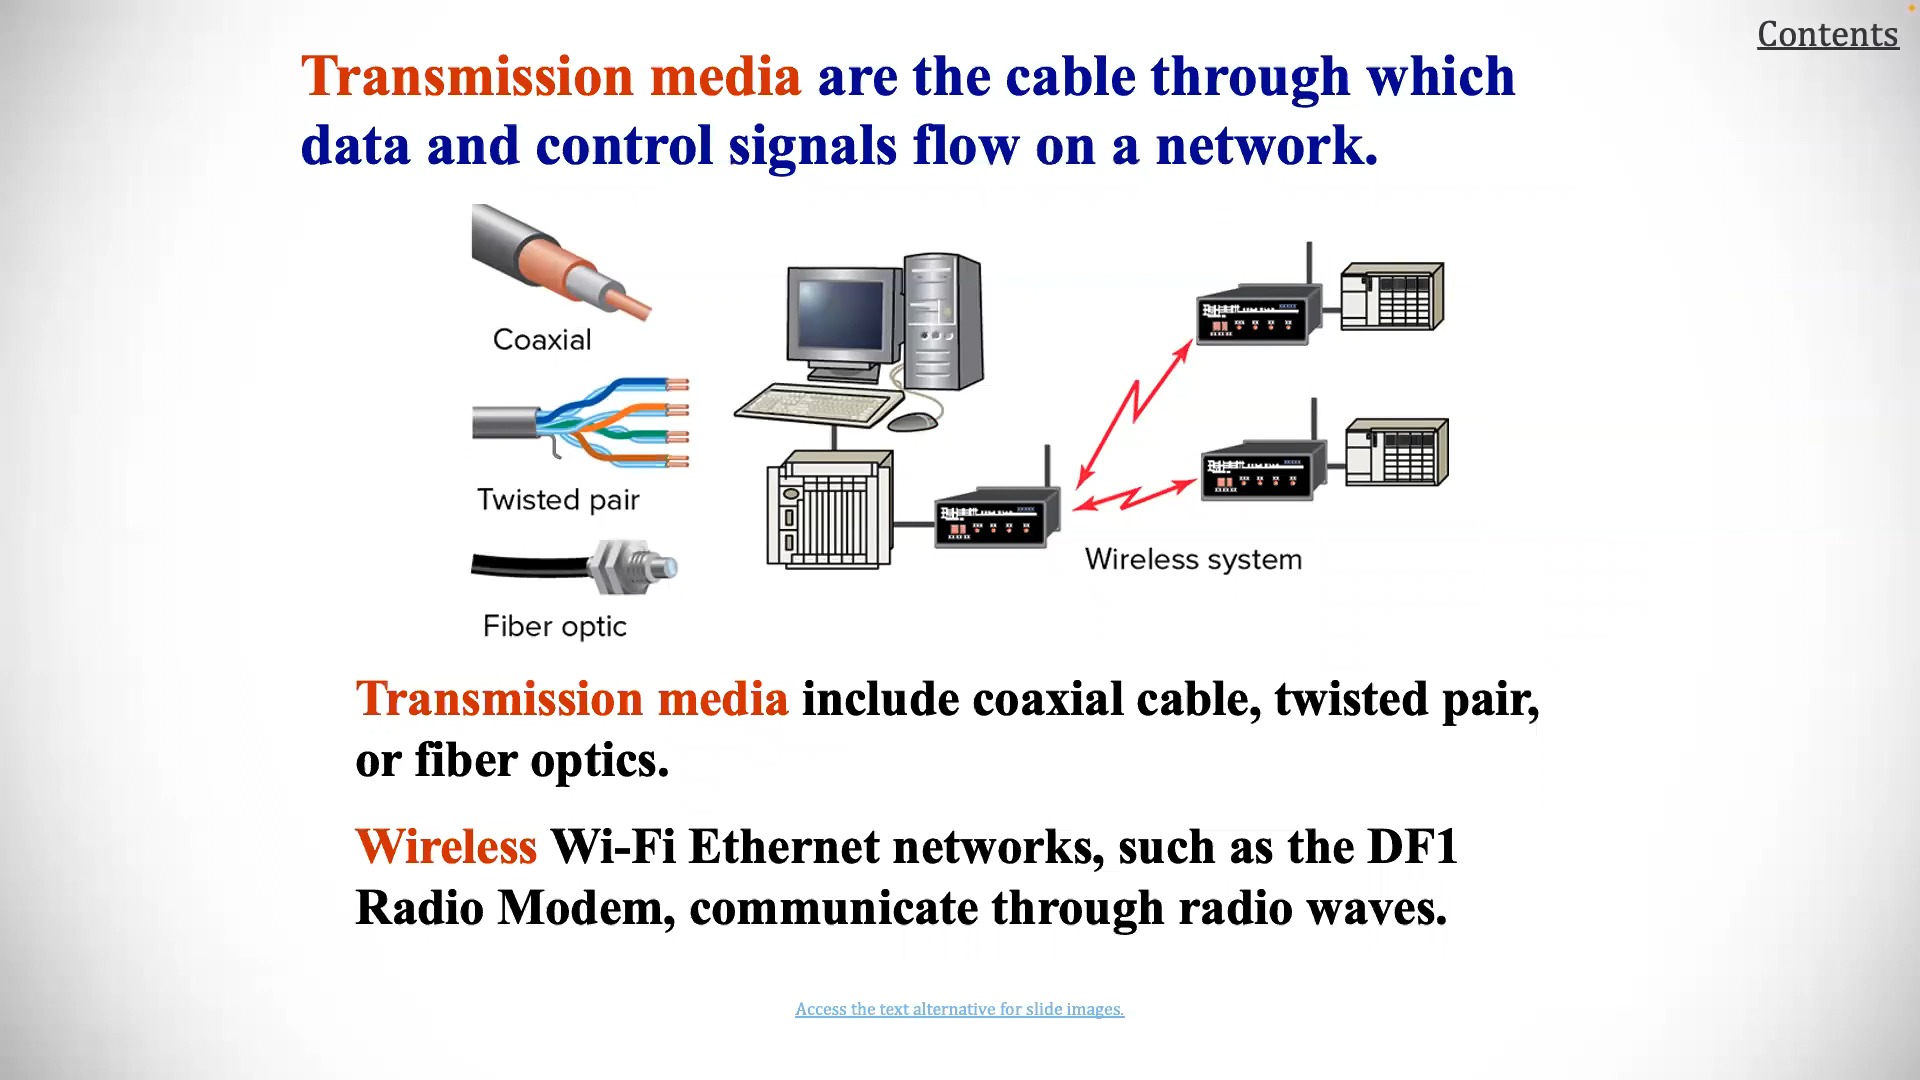 Contents
Transmission media are the cable through which
data and control signals flow on a network.
Coaxial
Twisted pair
Fiber optic
Wireless system
Transmission media include coaxial cable, twisted pair,
or fiber optics.
Wireless Wi-Fi Ethernet networks, such as the DF1
Radio Modem, communicate through radio waves.
Access the text alternative for slide images.